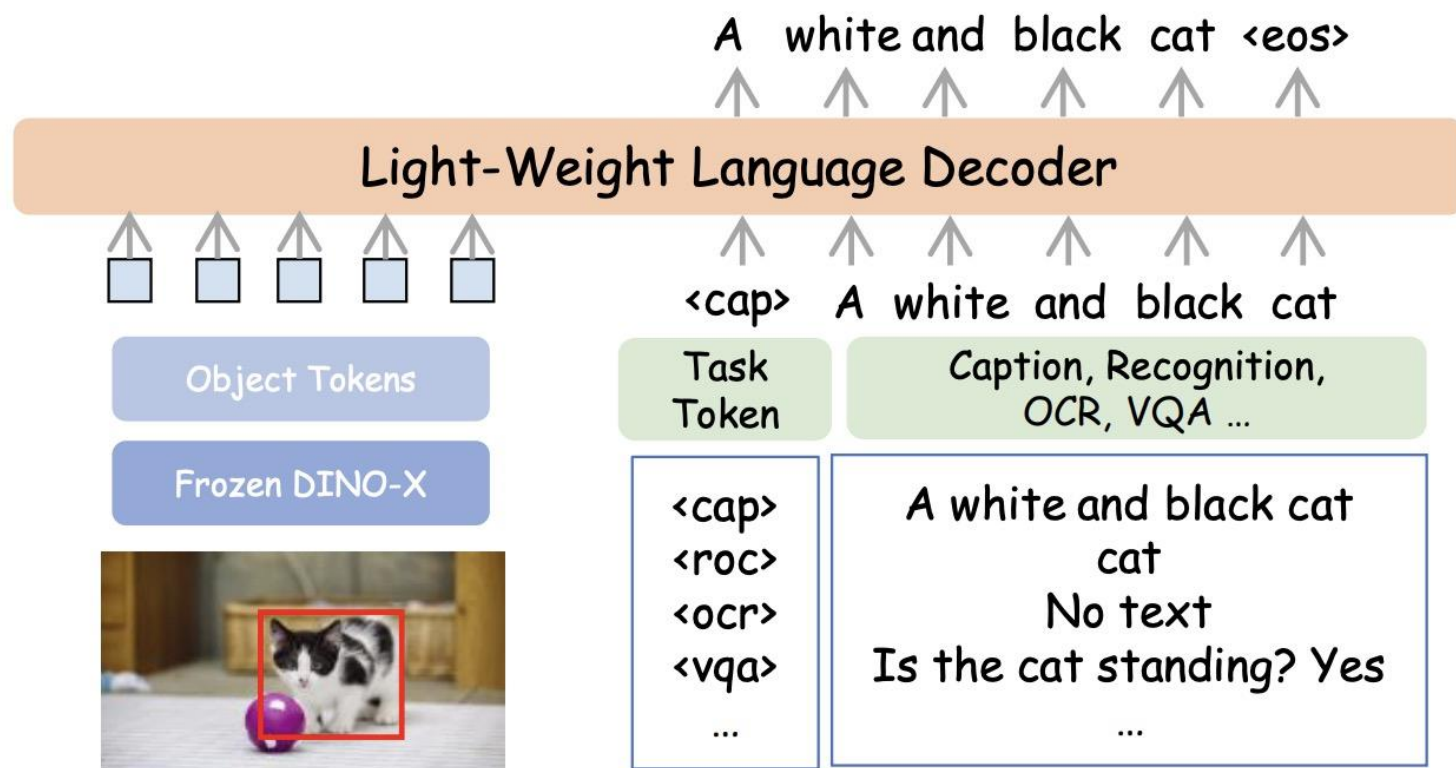 A white and black cat <eos>
Light-Weight Language Decoder
<cap> A white and black cat
Object Tokens
Frozen DINO-X
Task
Token
Caption, Recognition,
OCR, VQA ...
<cap>
<roc>
<ocr>
<vqa>
...
A white and black cat
cat
No text
Is the cat standing? Yes
...